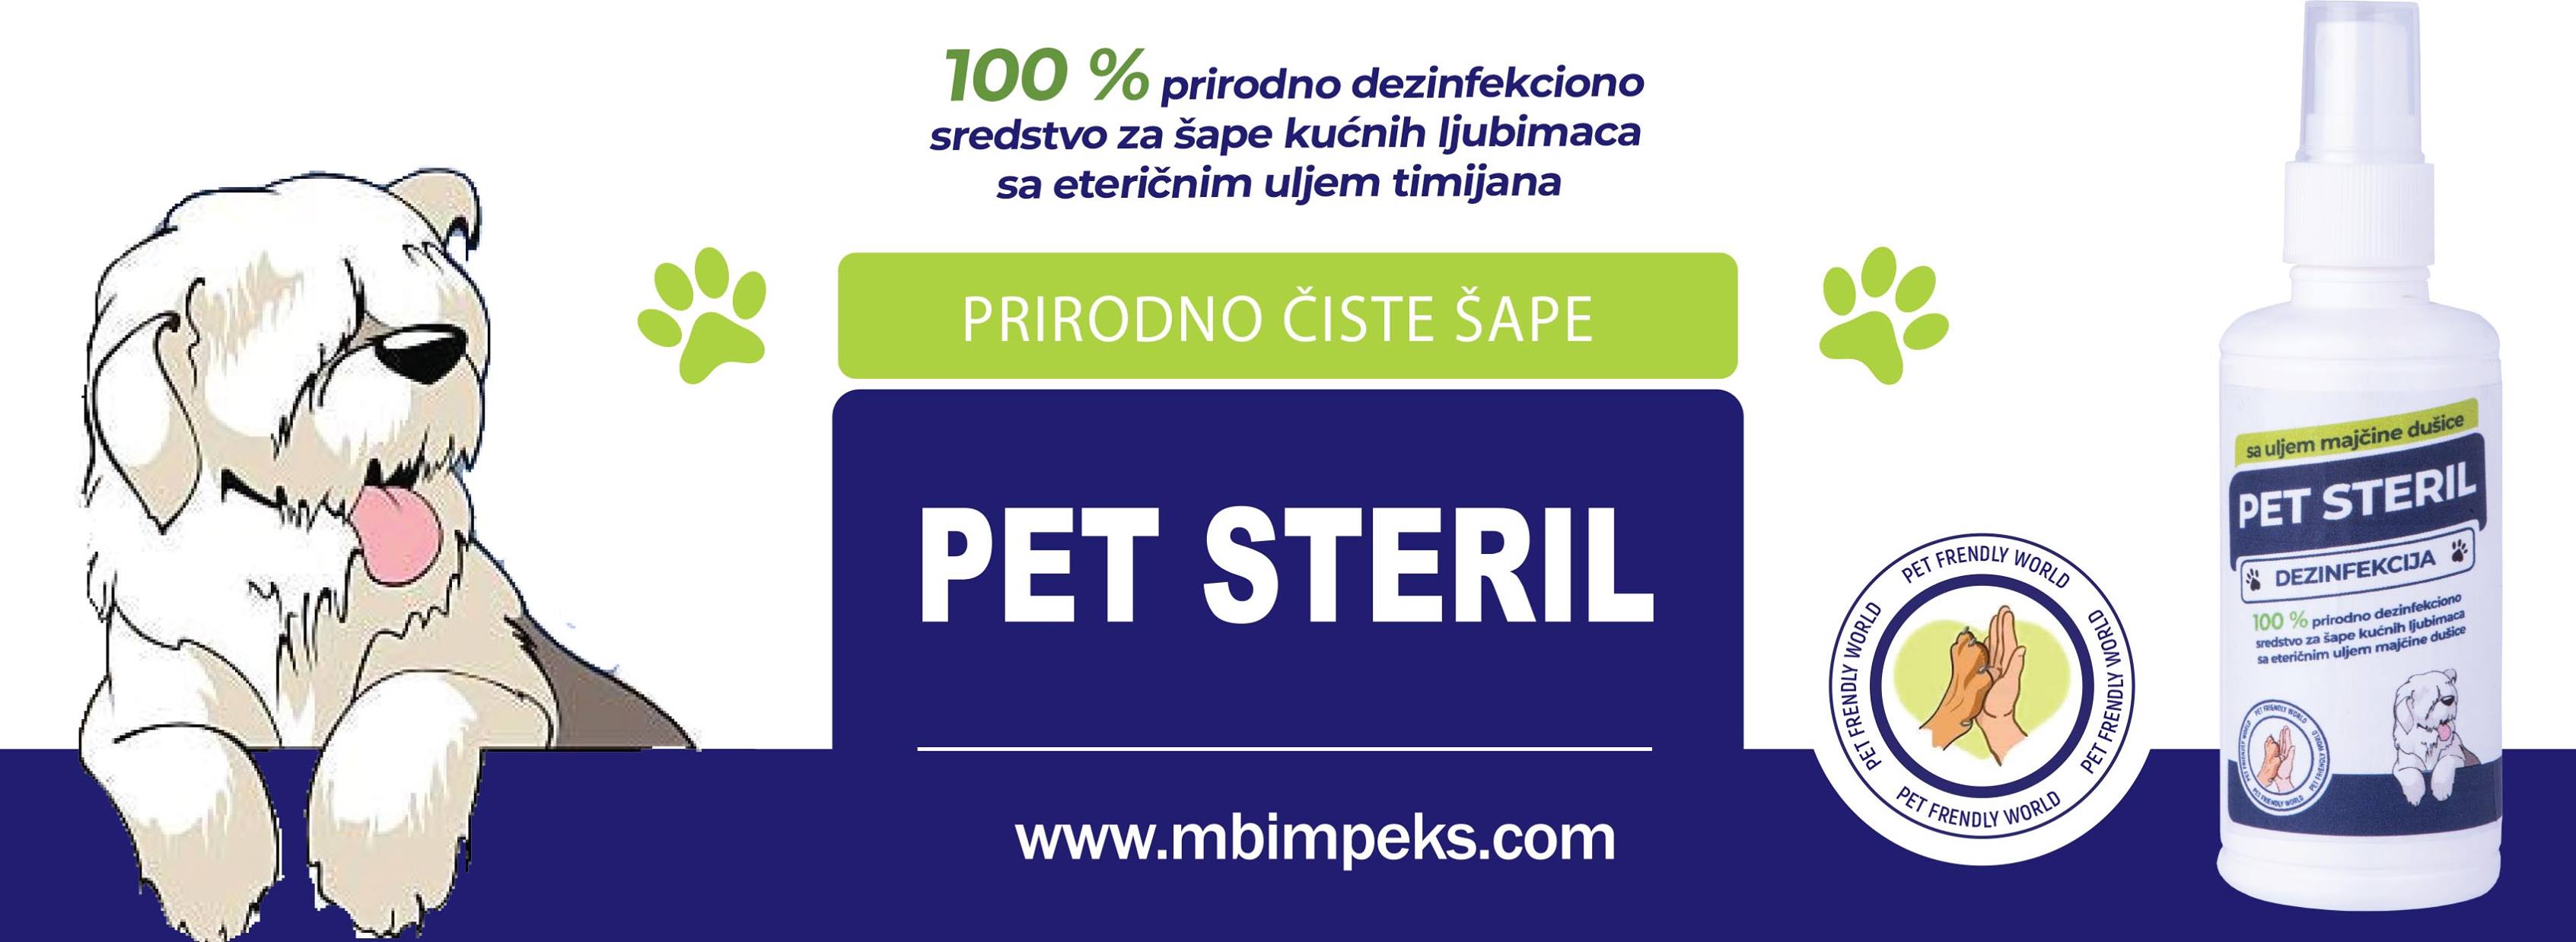 100 % prirodno dezinfekciono
sredstvo za šape kućnih ljubimaca
sa eteričnim uljem timijana
PRIRODNO ČISTE ŠAPE
PET STERIL
www.mbimpeks.com
PET FRENDLY WORLD
PET FRENDLY WORLD
PET FRENDLY WORLD
PET FRENDLY WORLD
sa uljem majčine dušice
PET STERIL
DEZINFEKCIJA
100 % prirodno dezinfekciono
sredstvo za šape kućnih ljubimaca
sa eteričnim uljem majčine dušice